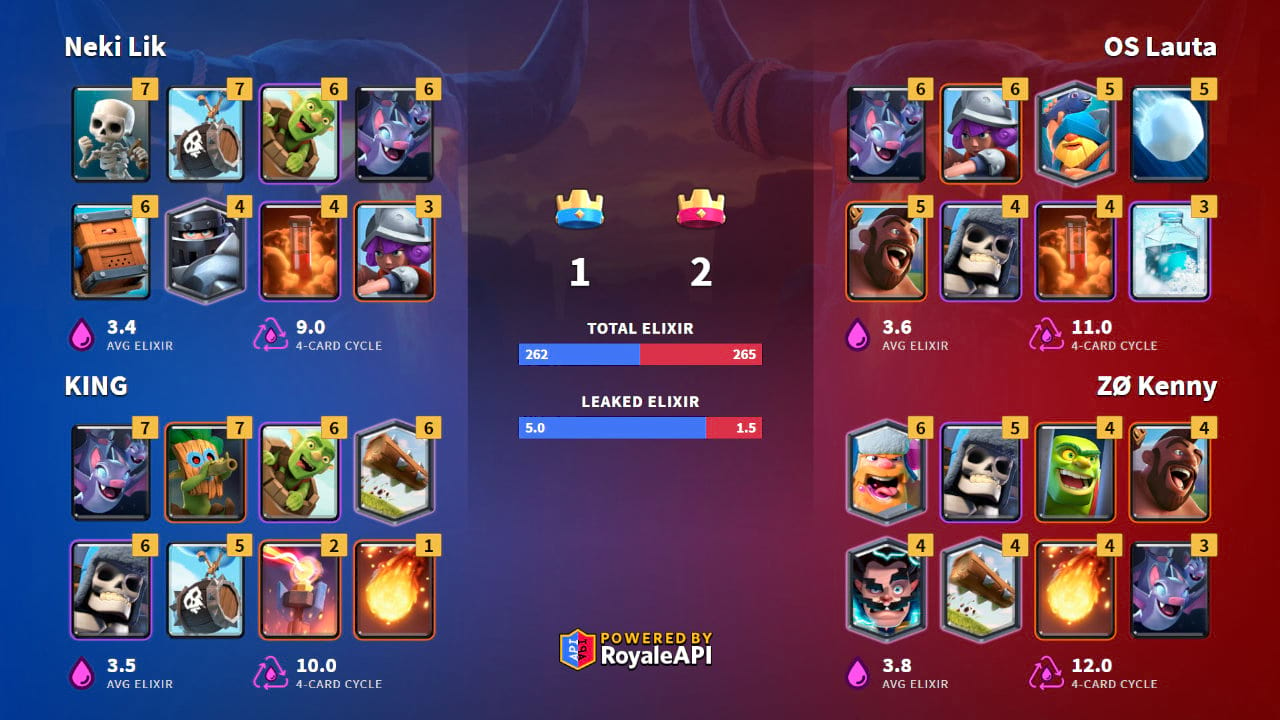 Neki Lik
7 7 6 6
6 4 4 3
3.4 9.0
AVG ELIXIR 4-CARD CYCLE
KING
7 7 6 6
6 5 2 1
3.5 10.0
AVG ELIXIR 4-CARD CYCLE
1 2
TOTAL ELIXIR
262 265
LEAKED ELIXIR
5.0 1.5
API
POWERED BY
RoyaleAPI
OS Lauta
6 6 5 5
5 4 4 3
3.6 11.0
AVG ELIXIR 4-CARD CYCLE
ZØ Kenny
6 5 4 4
4 4 4 3
3.8 12.0
AVG ELIXIR 4-CARD CYCLE